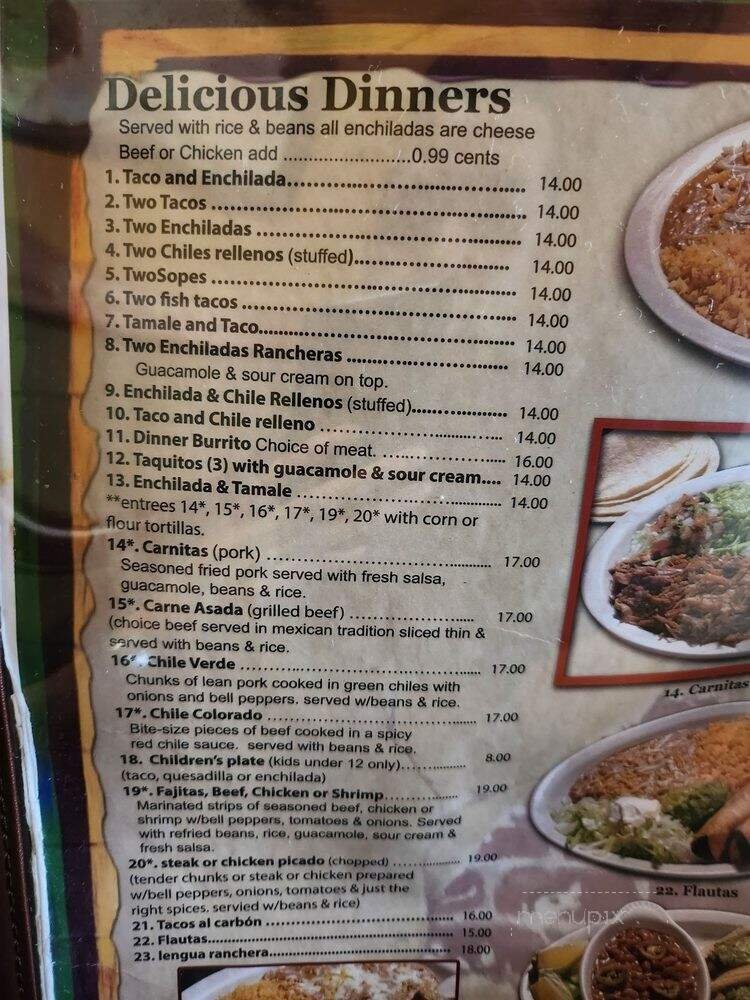 Delicious Dinners
Served with rice & beans all enchiladas are cheese
Beef or Chicken add ........................0.99 cents
1. Taco and Enchilada............................................. 14.00
2. Two Tacos ........................................................ 14.00
3. Two Enchiladas ................................................ 14.00
4. Two Chiles rellenos (stuffed)............................. 14.00
5. TwoSopes ......................................................... 14.00
6. Two fish tacos ................................................... 14.00
7. Tamale and Taco................................................ 14.00
8. Two Enchiladas Rancheras ................................ 14.00
Guacamole & sour cream on top.
9. Enchilada & Chile Rellenos (stuffed).................. 14.00
10. Taco and Chile relleno .................................... 14.00
11. Dinner Burrito Choice of meat. ........................ 16.00
12. Taquitos (3) with guacamole & sour cream.... 14.00
13. Enchilada & Tamale ........................................ 14.00
**entrees 14*, 15*, 16*, 17*, 19*, 20* with corn or
flour tortillas.
14*. Carnitas (pork) ............................................. 17.00
Seasoned fried pork served with fresh salsa,
guacamole, beans & rice.
15*. Carne Asada (grilled beef) .......................... 17.00
(choice beef served in mexican tradition sliced thin &
served with beans & rice.
16*. Chile Verde ................................................. 17.00
Chunks of lean pork cooked in green chiles with
onions and bell peppers. served w/beans & rice.
17*. Chile Colorado ............................................ 17.00
Bite-size pieces of beef cooked in a spicy
red chile sauce. served with beans & rice.
18. Children's plate (kids under 12 only)............... 8.00
(taco, quesadilla or enchilada)
19*. Fajitas, Beef, Chicken or Shrimp................ 19.00
Marinated strips of seasoned beef, chicken or
shrimp w/bell peppers, tomatoes & onions. Served
with refried beans, rice, guacamole, sour cream &
fresh salsa.
20*. steak or chicken picado (chopped) .................. 19.00
(tender chunks or steak or chicken prepared
w/bell peppers, onions, tomatoes & just the
right spices. servied w/beans & rice)
21. Tacos al carbón ............................................. 16.00
22. Flautas.......................................................... 15.00
23. lengua ranchera............................................. 18.00
14. Carnitas
22. Flautas
menupix